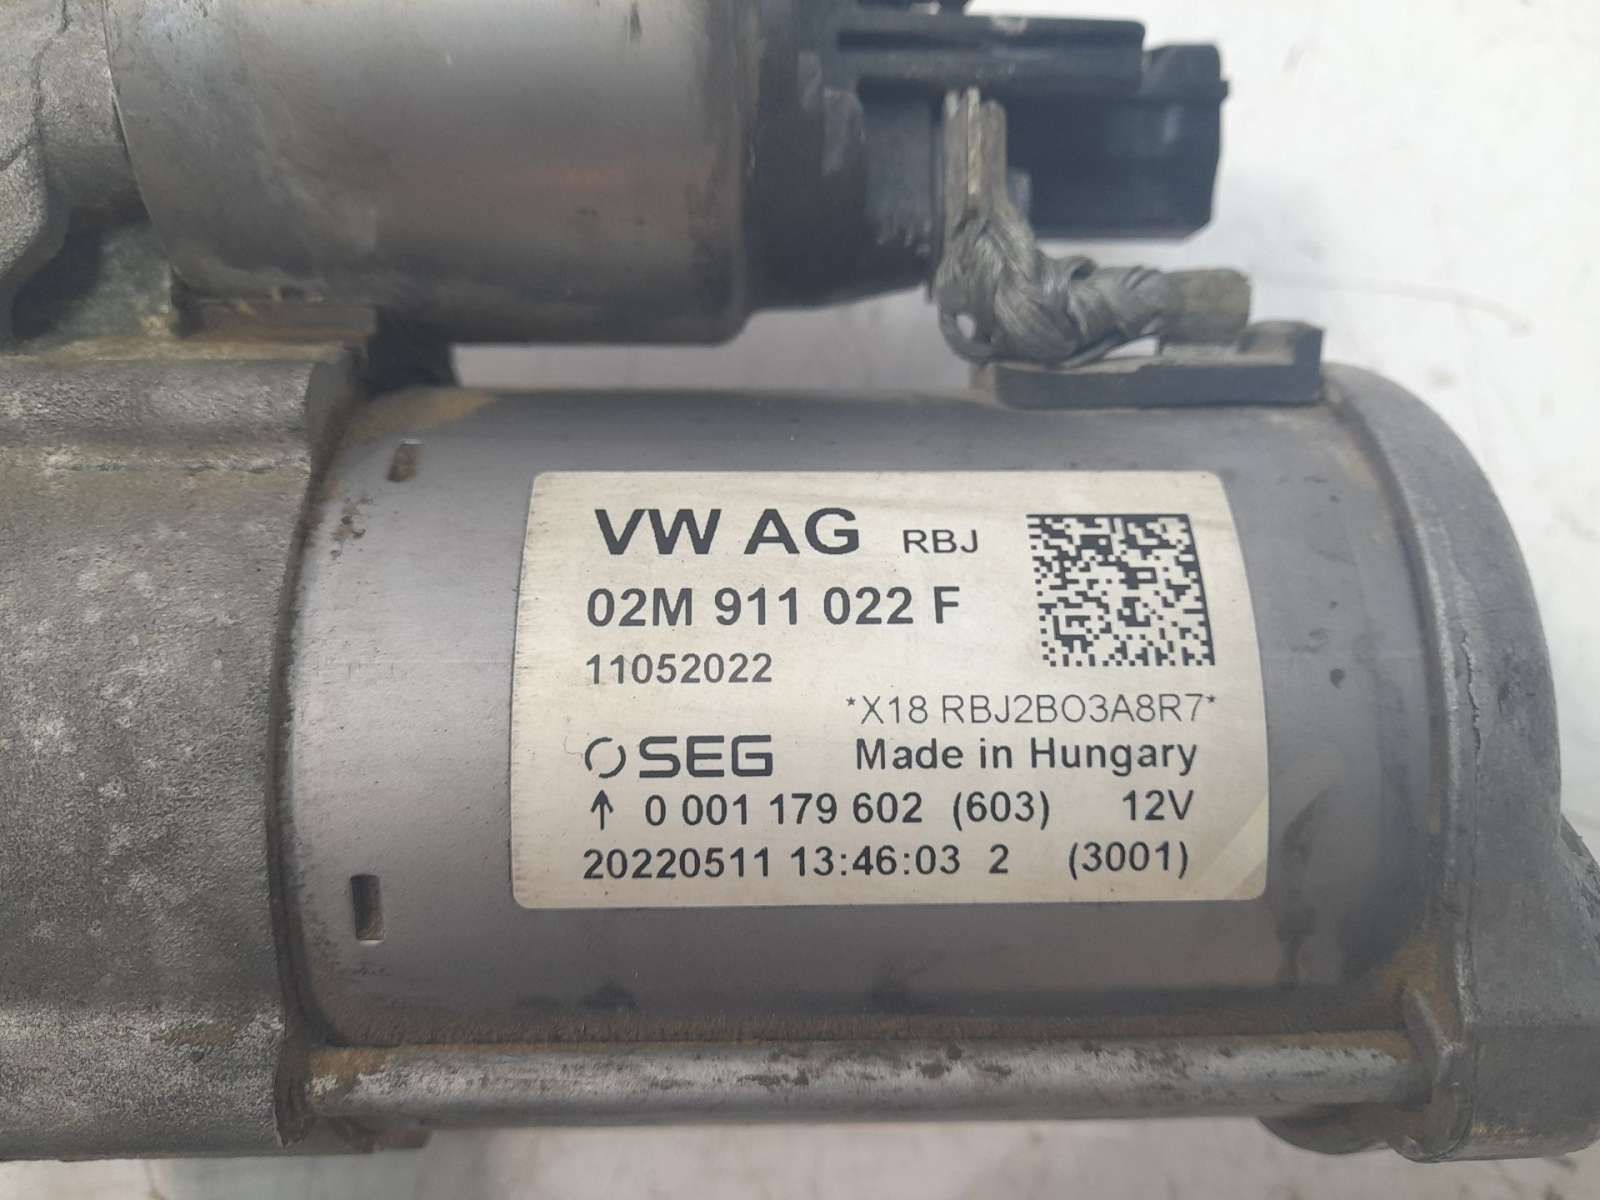 VW AG RBJ
02M 911 022 F
11052022
*X18 RBJ2BO3A8R7*
SEG Made in Hungary
↑ 0 001 179 602 (603) 12V
20220511 13:46:03 2 (3001)